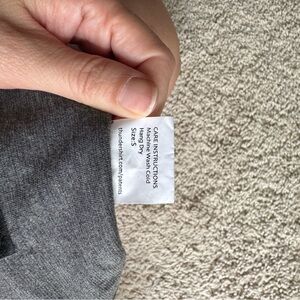 CARE INSTRUCTIONS
Machine Wash Cold
Hang Dry
Size: S
thundershirt.com/patents